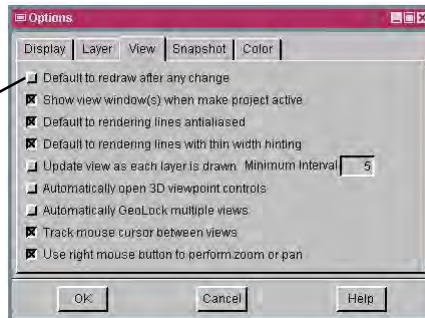 Options
Display Layer View Snapshot Color
Default to redraw after any change
Show view window(s) when make project active
Default to rendering lines antialiased
Default to rendering lines with thin width hinting
Update view as each layer is drawn Minimum Interval 5
Automatically open 3D viewpoint controls
Automatically GeoLock multiple views
Track mouse cursor between views
Use right mouse button to perform zoom or pan
OK Cancel Help